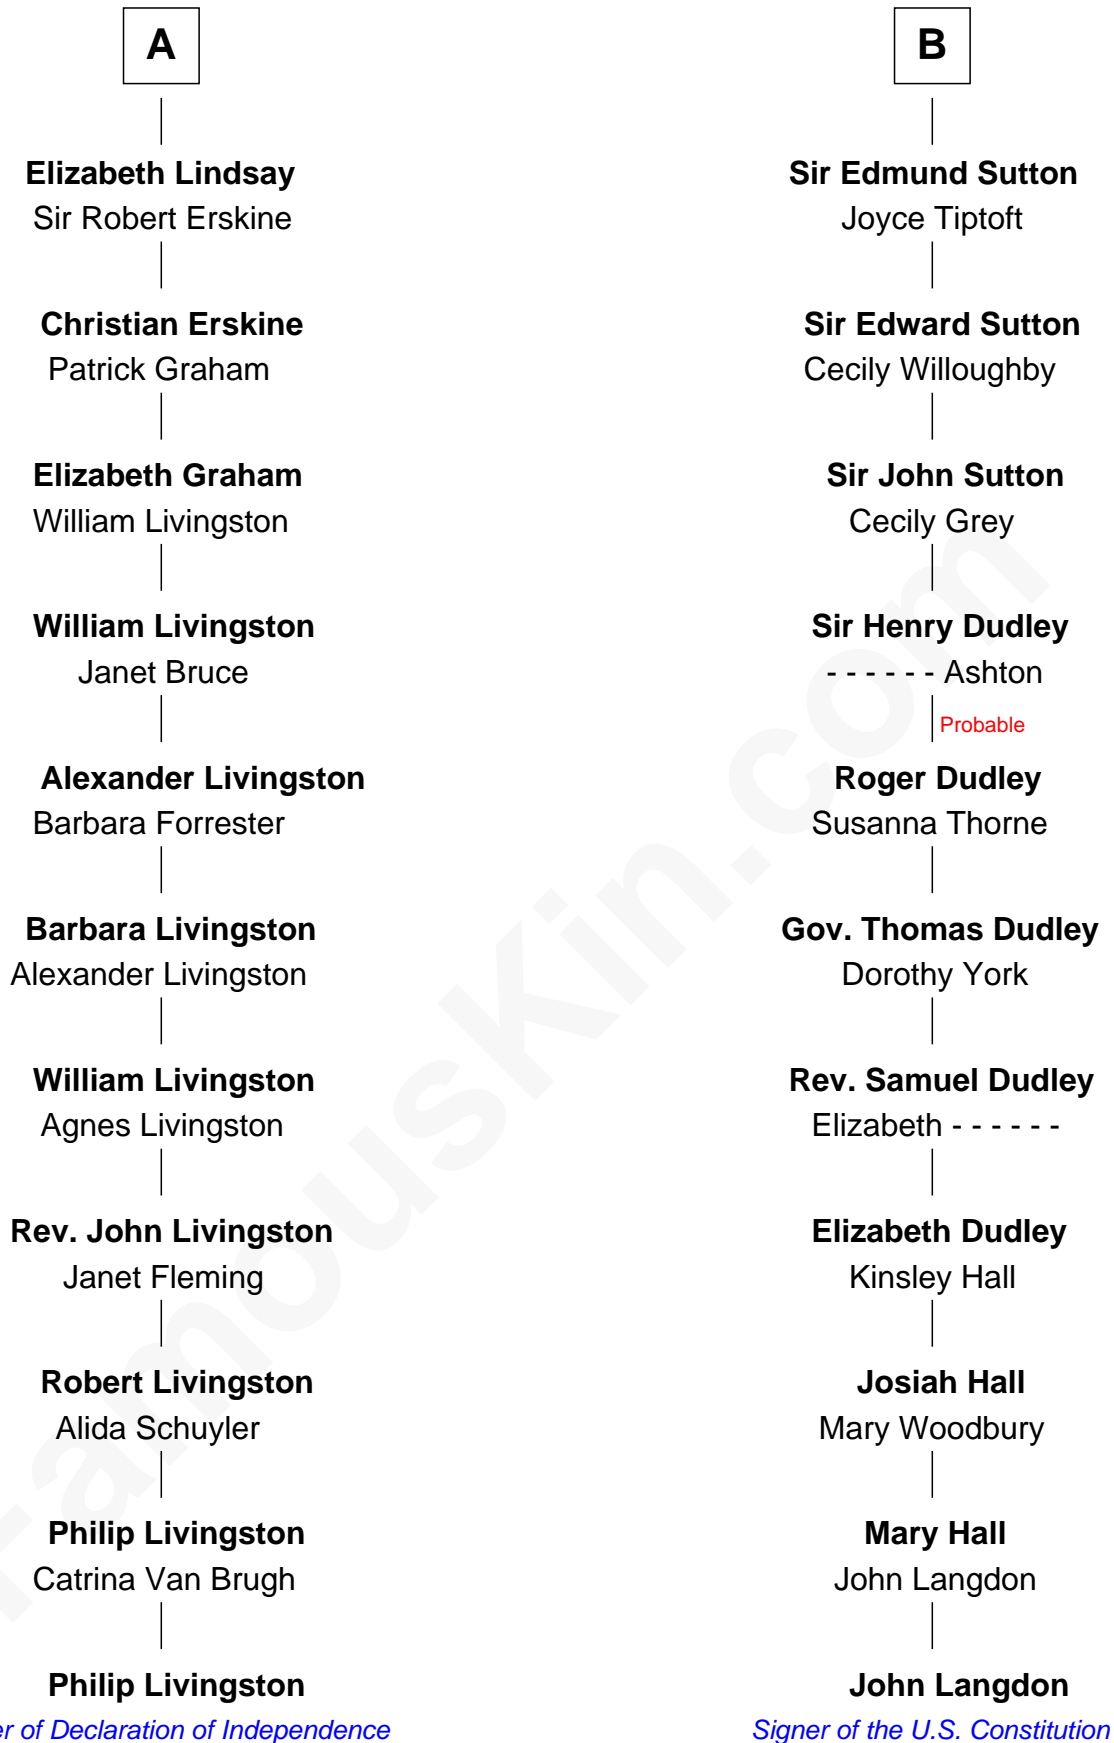 A
Elizabeth Lindsay
Sir Robert Erskine
Christian Erskine
Patrick Graham
Elizabeth Graham
William Livingston
William Livingston
Janet Bruce
Alexander Livingston
Barbara Forrester
Barbara Livingston
Alexander Livingston
William Livingston
Agnes Livingston
Rev. John Livingston
Janet Fleming
Robert Livingston
Alida Schuyler
Philip Livingston
Catrina Van Brugh
Philip Livingston
er of Declaration of Independence
B
Sir Edmund Sutton
Joyce Tiptoft
Sir Edward Sutton
Cecily Willoughby
Sir John Sutton
Cecily Grey
Sir Henry Dudley
- - - - - - Ashton
Probable
Roger Dudley
Susanna Thorne
Gov. Thomas Dudley
Dorothy York
Rev. Samuel Dudley
Elizabeth - - - - - -
Elizabeth Dudley
Kinsley Hall
Josiah Hall
Mary Woodbury
Mary Hall
John Langdon
John Langdon
Signer of the U.S. Constitution
FamousKin.com